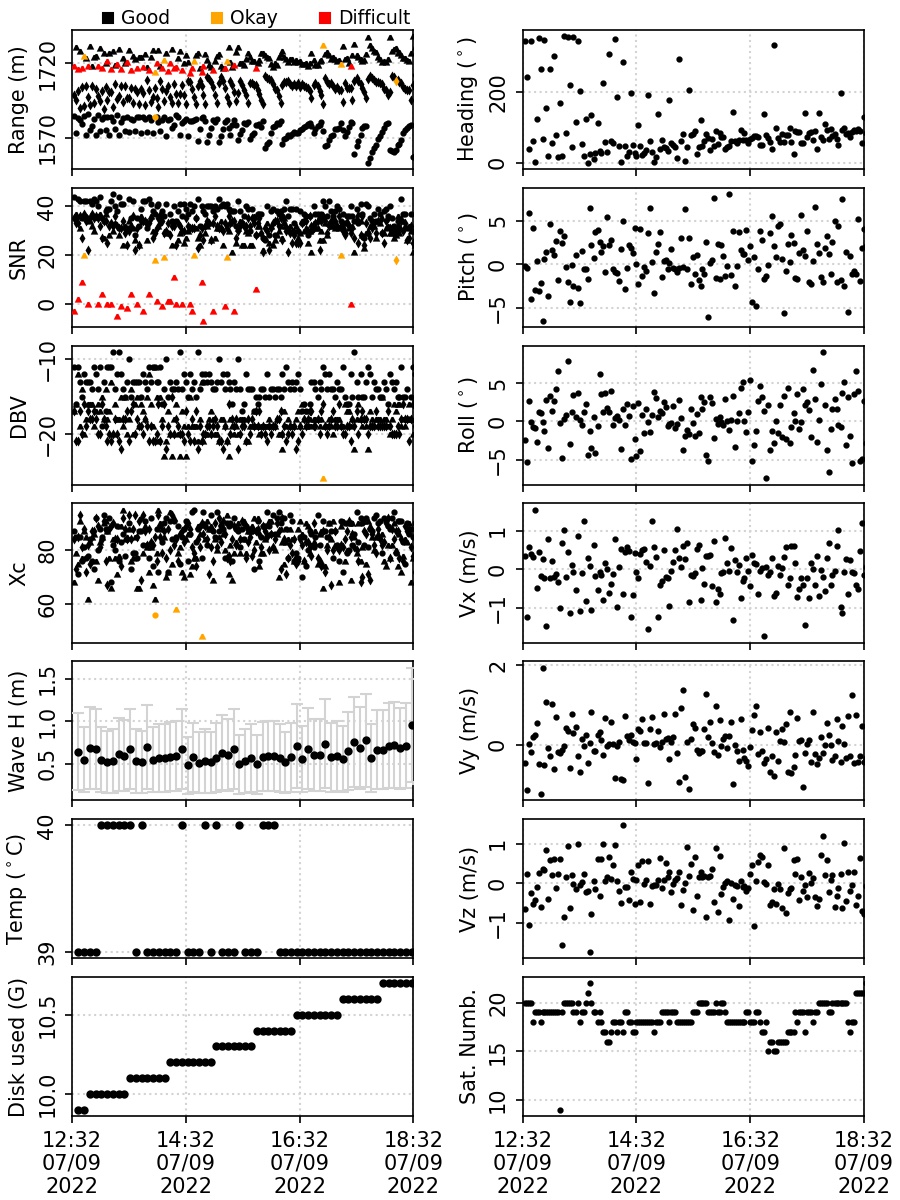 Good Okay Difficult
Range (m)
1720
1570
Heading (°)
200
0
SNR
40
20
0
Pitch (°)
5
0
−5
DBV
−10
−20
Roll (°)
5
0
−5
Xc
80
60
Vx (m/s)
1
0
−1
Wave H (m)
1.5
1.0
0.5
Vy (m/s)
2
0
Temp (°C)
40
39
Vz (m/s)
1
0
−1
Disk used (G)
10.5
10.0
Sat. Numb.
20
15
10
12:32 14:32 16:32 18:32 12:32 14:32 16:32 18:32
07/09 07/09 07/09 07/09 07/09 07/09 07/09 07/09
2022 2022 2022 2022 2022 2022 2022 2022